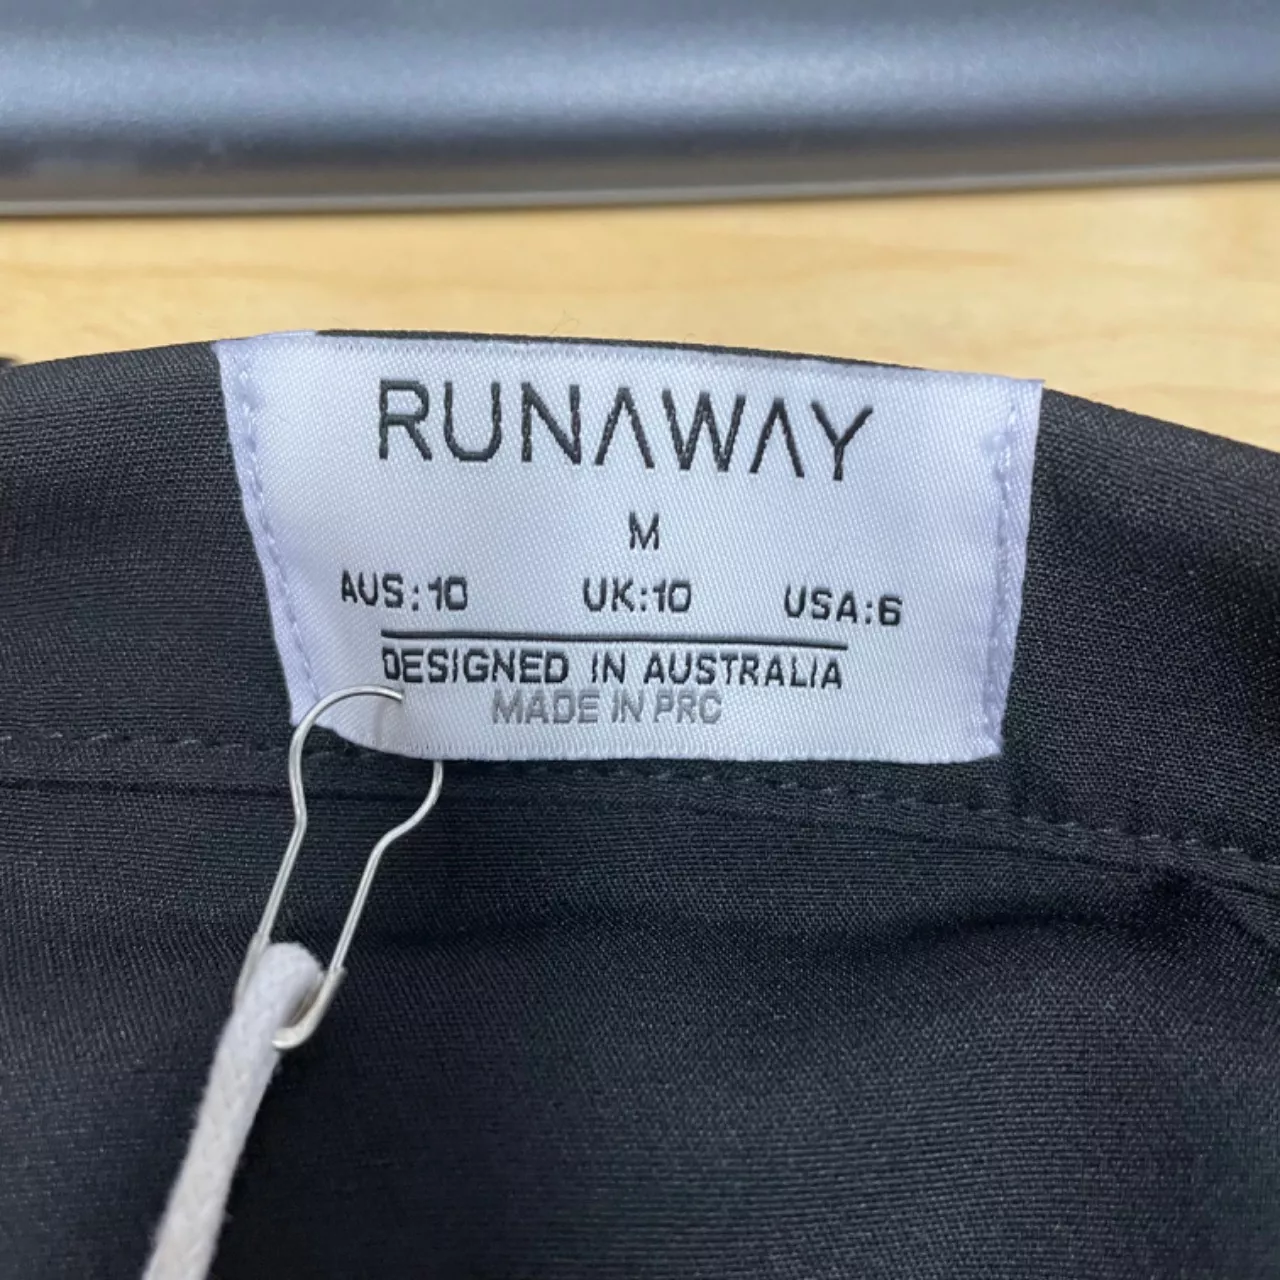 RUNAWAY
M
AUS:10 UK:10 USA:6
DESIGNED IN AUSTRALIA
MADE IN PRC